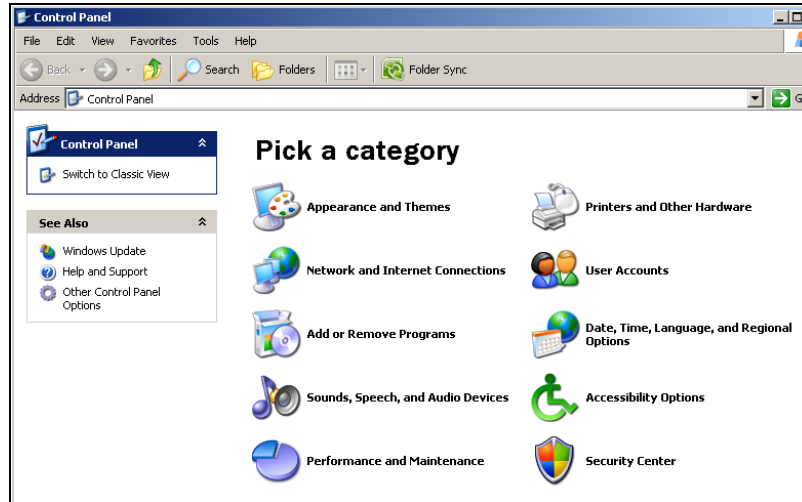 Control Panel
File Edit View Favorites Tools Help
Back Search Folders Folder Sync
Address Control Panel G
Control Panel
Switch to Classic View
See Also
Windows Update
Help and Support
Other Control Panel
Options
Pick a category
Appearance and Themes
Printers and Other Hardware
Network and Internet Connections
User Accounts
Add or Remove Programs
Date, Time, Language, and Regional
Options
Sounds, Speech, and Audio Devices
Accessibility Options
Performance and Maintenance
Security Center